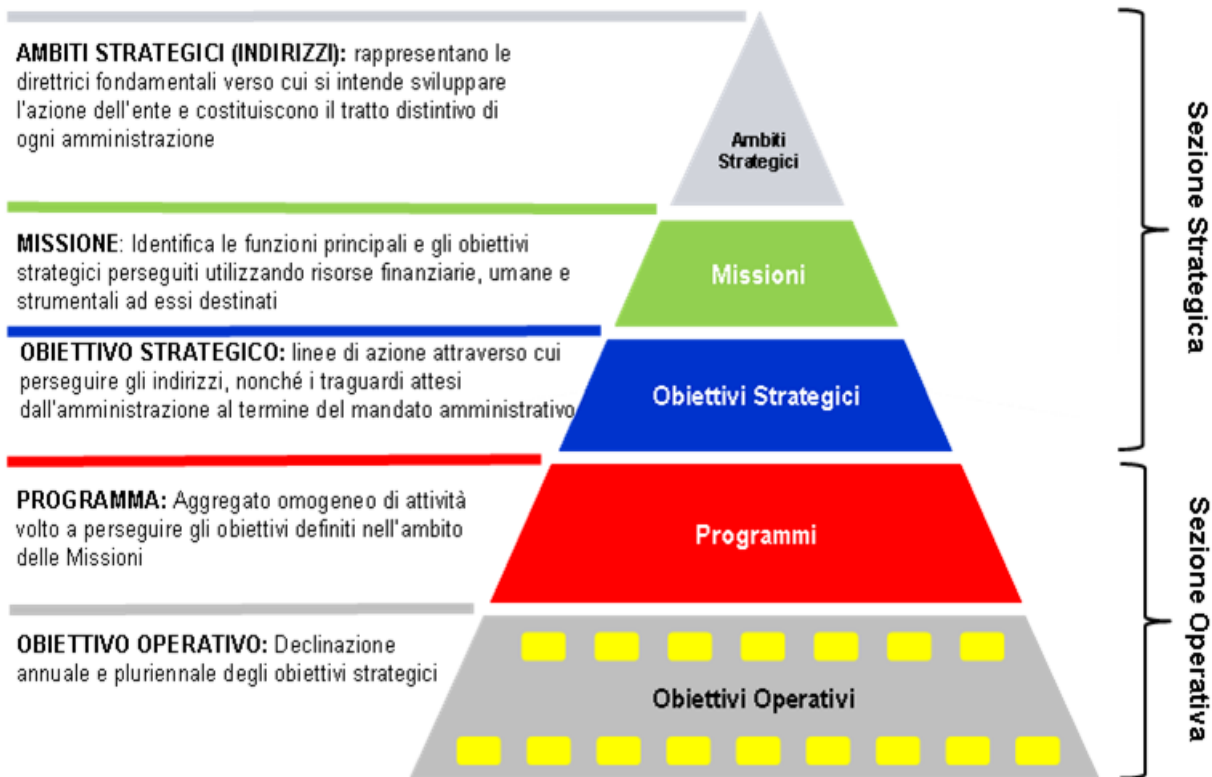 AMBITI STRATEGICI (INDIRIZZI): rappresentano le
direttrici fondamentali verso cui si intende sviluppare
l'azione dell'ente e costituiscono il tratto distintivo di
ogni amministrazione
Ambiti
Strategici
MISSIONE: Identifica le funzioni principali e gli obiettivi
strategici perseguiti utilizzando risorse finanziarie, umane e
strumentali ad essi destinati
Missioni
OBIETTIVO STRATEGICO: linee di azione attraverso cui
perseguire gli indirizzi, nonché i traguardi attesi
dall'amministrazione al termine del mandato amministrativo
Obiettivi Strategici
Sezione Strategica
PROGRAMMA: Aggregato omogeneo di attività
volto a perseguire gli obiettivi definiti nell'ambito
delle Missioni
Programmi
OBIETTIVO OPERATIVO: Declinazione
annuale e pluriennale degli obiettivi strategici
Obiettivi Operativi
Sezione Operativa